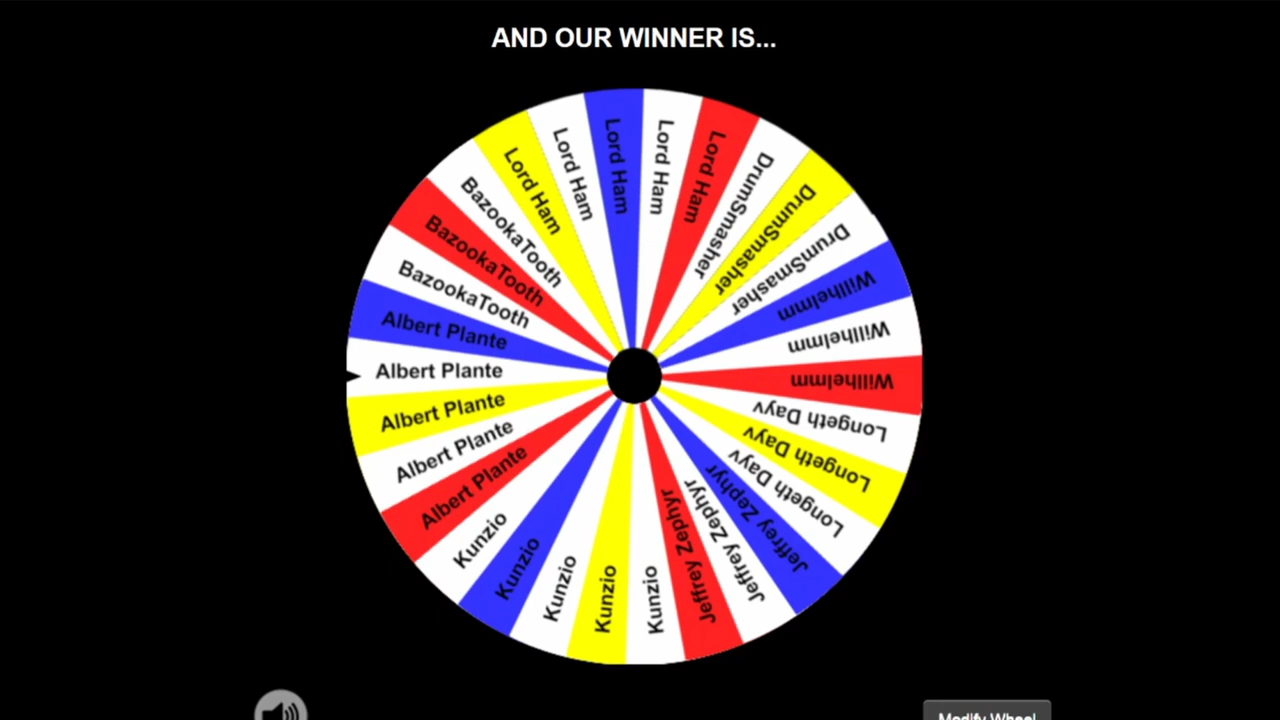 AND OUR WINNER IS...
Lord Ham
Lord Ham
Lord Ham
Lord Ham
Lord Ham
DrumSmasher
DrumSmasher
DrumSmasher
Willhelmm
Willhelmm
Willhelmm
Longeth Dayv
Longeth Dayv
Longeth Dayv
Jeffrey Zephyr
Jeffrey Zephyr
Jeffrey Zephyr
Kunzio
Kunzio
Kunzio
Kunzio
Kunzio
Albert Plante
Albert Plante
Albert Plante
Albert Plante
Albert Plante
BazookaTooth
BazookaTooth
BazookaTooth
Modify Wheel